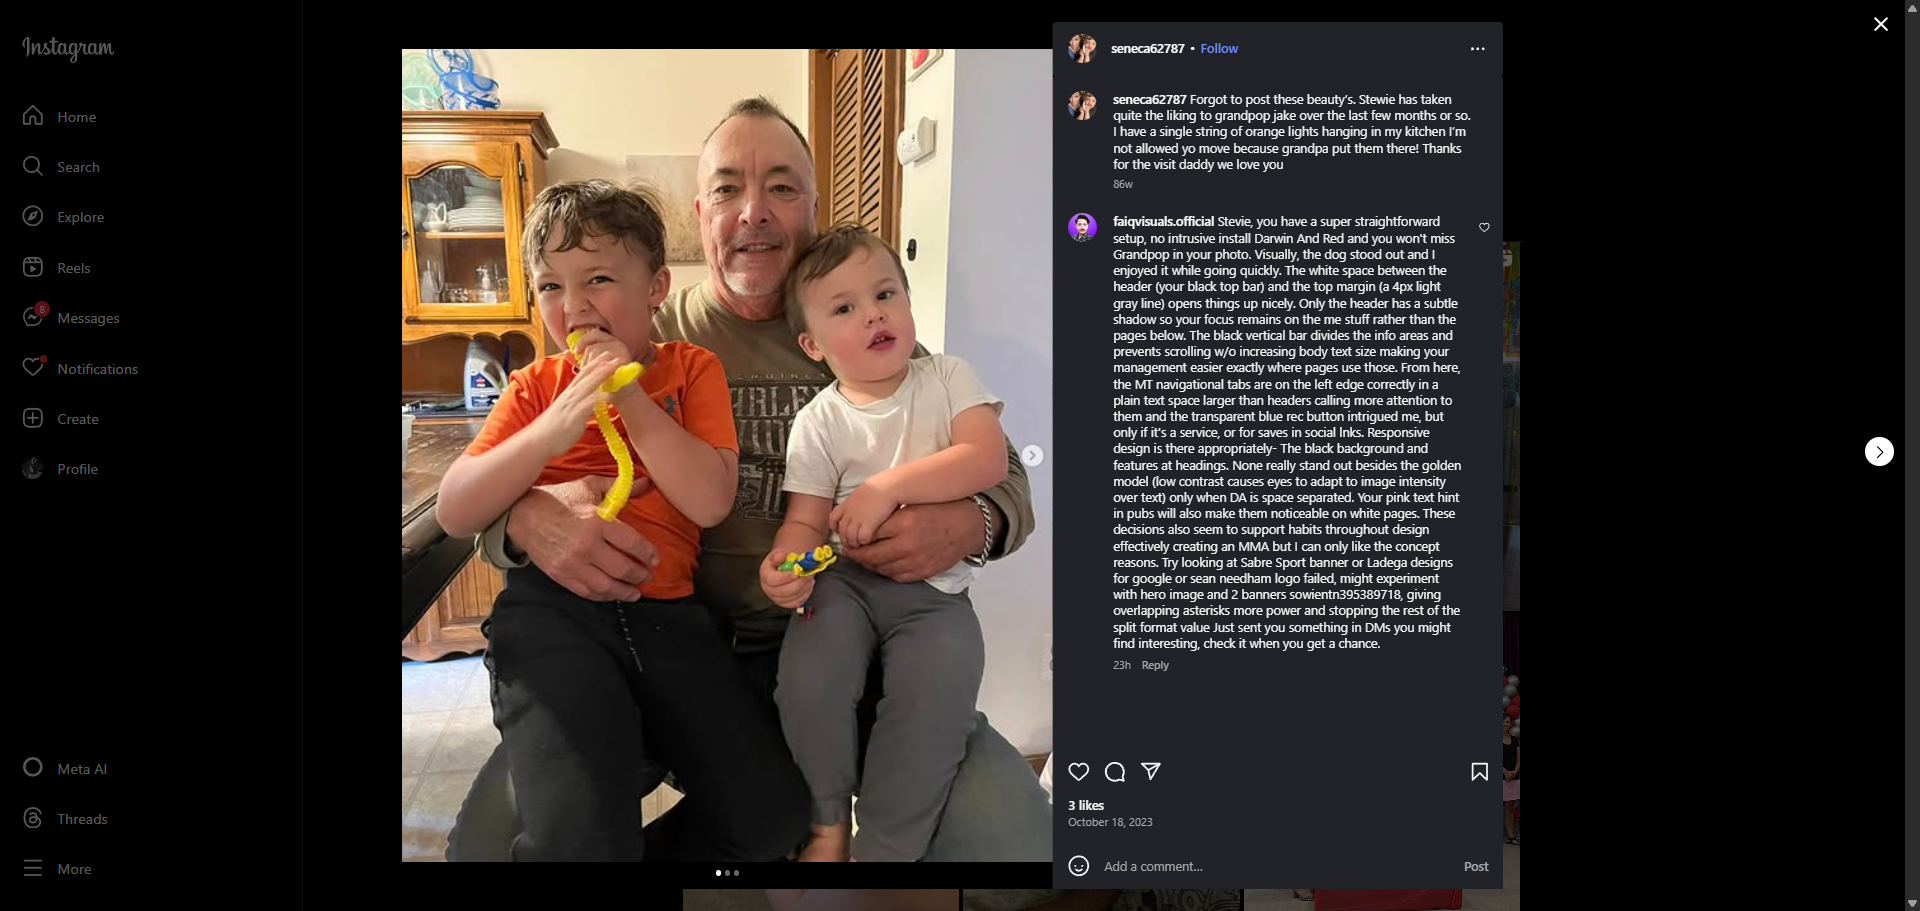 Instagram
Home
Search
Explore
Reels
8
Messages
Notifications
Create
Profile
Meta AI
Threads
More
seneca62787 • Follow
seneca62787 Forgot to post these beauty's. Stewie has taken
quite the liking to grandpop jake over the last few months or so.
I have a single string of orange lights hanging in my kitchen I'm
not allowed yo move because grandpa put them there! Thanks
for the visit daddy we love you
86w
faiqvisuals.official Stevie, you have a super straightforward
setup, no intrusive install Darwin And Red and you won't miss
Grandpop in your photo. Visually, the dog stood out and I
enjoyed it while going quickly. The white space between the
header (your black top bar) and the top margin (a 4px light
gray line) opens things up nicely. Only the header has a subtle
shadow so your focus remains on the me stuff rather than the
pages below. The black vertical bar divides the info areas and
prevents scrolling w/o increasing body text size making your
management easier exactly where pages use those. From here,
the MT navigational tabs are on the left edge correctly in a
plain text space larger than headers calling more attention to
them and the transparent blue rec button intrigued me, but
only if it's a service, or for saves in social lnks. Responsive
design is there appropriately- The black background and
features at headings. None really stand out besides the golden
model (low contrast causes eyes to adapt to image intensity
over text) only when DA is space separated. Your pink text hint
in pubs will also make them noticeable on white pages. These
decisions also seem to support habits throughout design
effectively creating an MMA but I can only like the concept
reasons. Try looking at Sabre Sport banner or Ladega designs
for google or sean needham logo failed, might experiment
with hero image and 2 banners sowientn395389718, giving
overlapping asterisks more power and stopping the rest of the
split format value Just sent you something in DMs you might
find interesting, check it when you get a chance.
23h Reply
3 likes
October 18, 2023
Add a comment...
Post